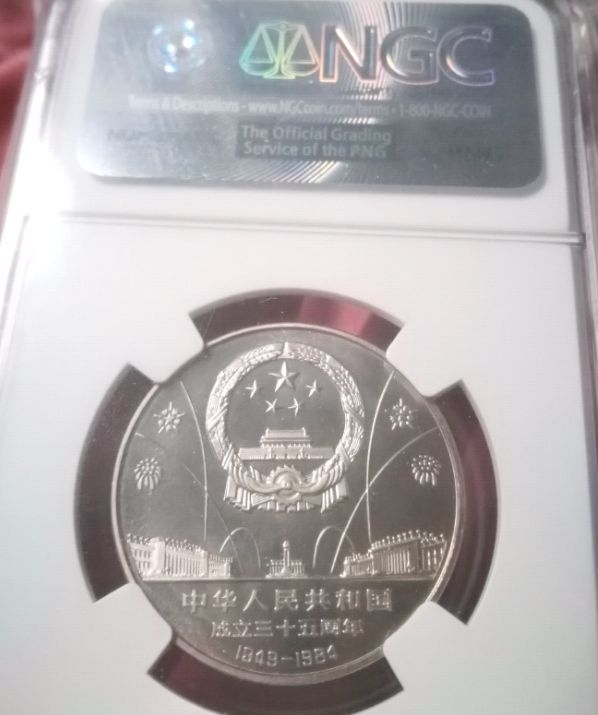 NGC
Terms & Descriptions • www.NGCcoin.com/terms • 1-800-NGC-COIN
The Official Grading
Service of the PNG
PNG
中华人民共和国
成立三十五周年
1949-1984